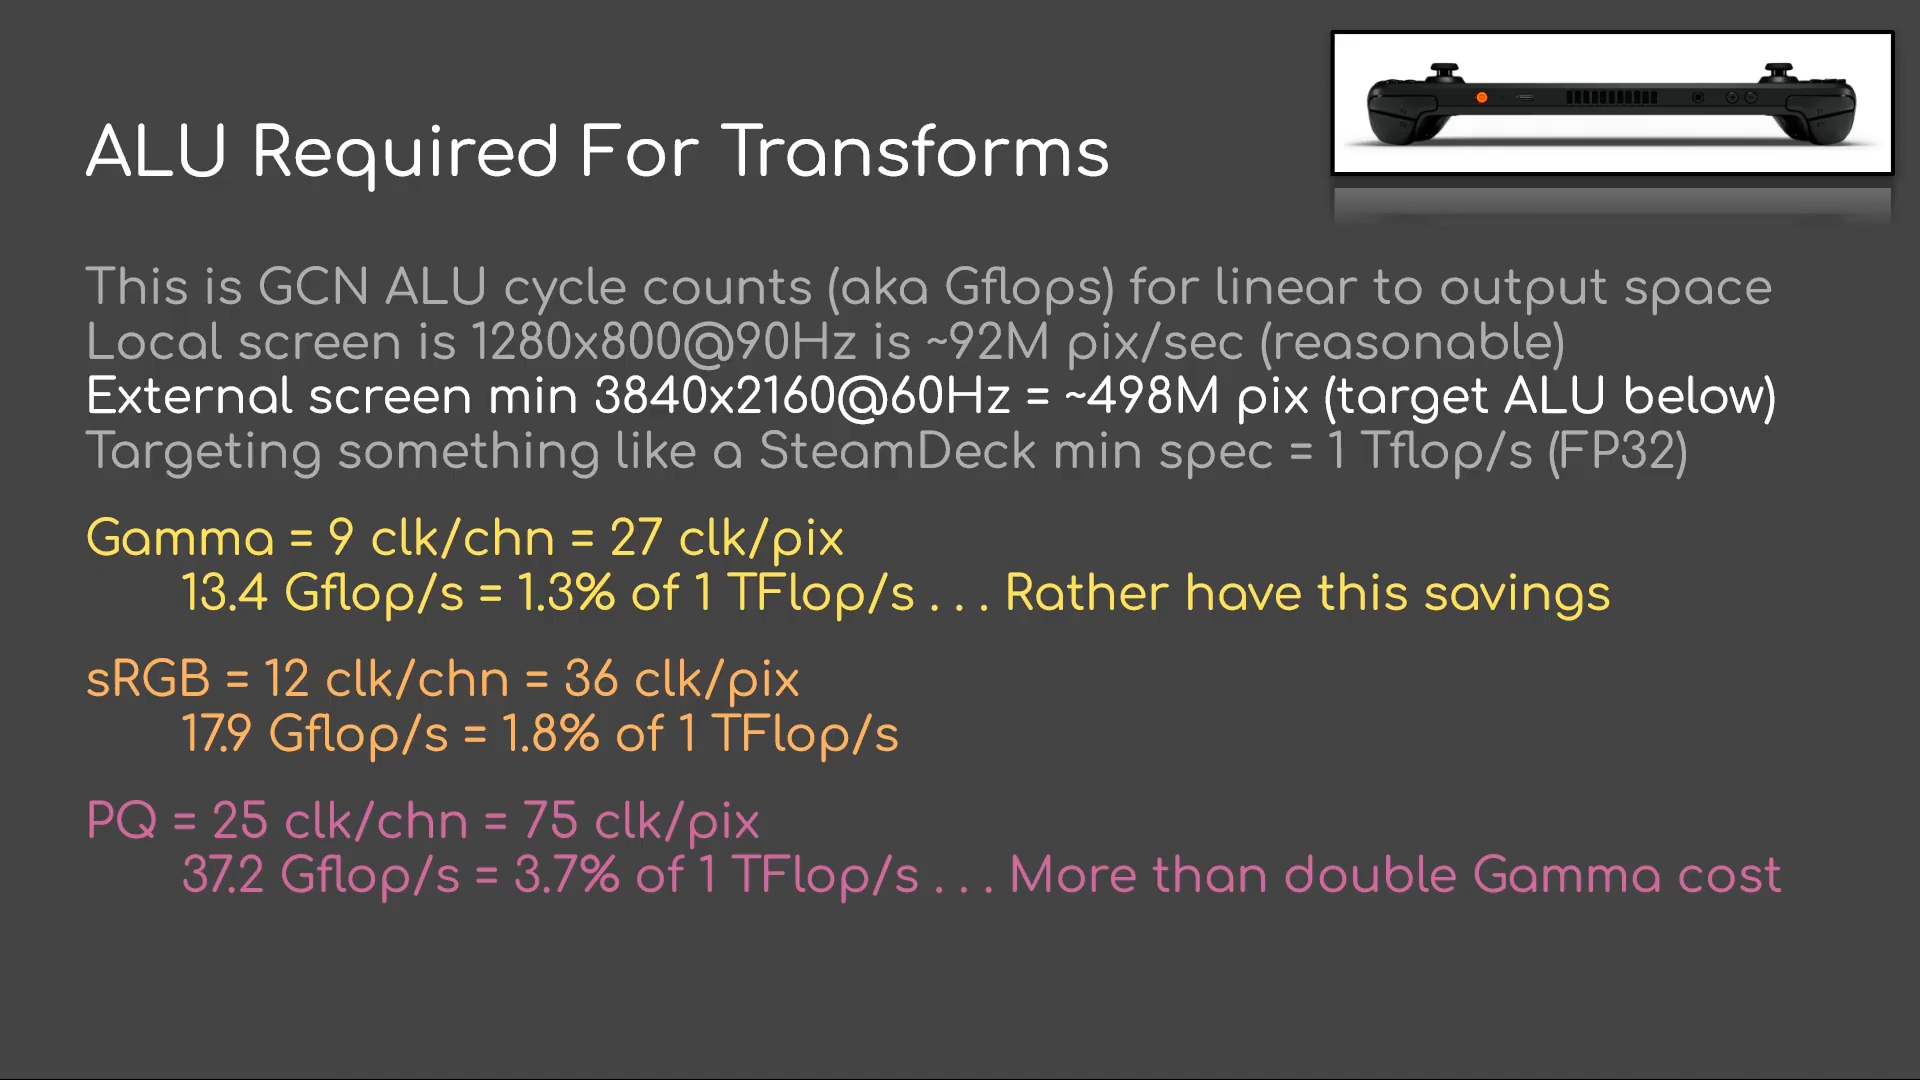 ALU Required For Transforms
This is GCN ALU cycle counts (aka Gflops) for linear to output space
Local screen is 1280x800@90Hz is ~92M pix/sec (reasonable)
External screen min 3840x2160@60Hz = ~498M pix (target ALU below)
Targeting something like a SteamDeck min spec = 1 Tflop/s (FP32)
Gamma = 9 clk/chn = 27 clk/pix
13.4 Gflop/s = 1.3% of 1 TFlop/s . . . Rather have this savings
sRGB = 12 clk/chn = 36 clk/pix
17.9 Gflop/s = 1.8% of 1 TFlop/s
PQ = 25 clk/chn = 75 clk/pix
37.2 Gflop/s = 3.7% of 1 TFlop/s . . . More than double Gamma cost